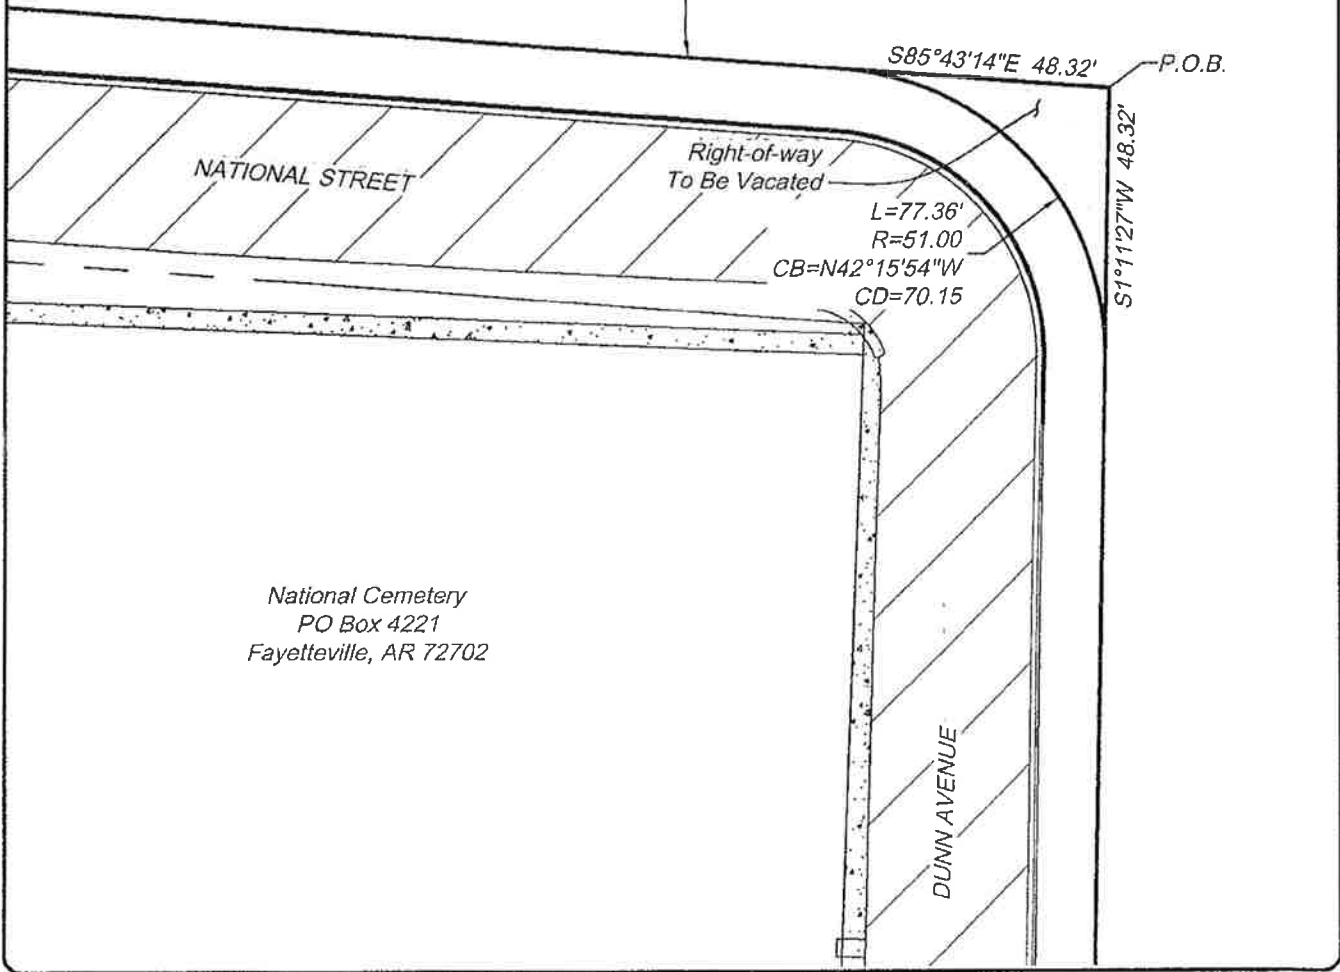 S85°43'14"E 48.32'
P.O.B.
S1°11'27"W 48.32'
NATIONAL STREET
Right-of-way
To Be Vacated
L=77.36'
R=51.00
CB=N42°15'54"W
CD=70.15
National Cemetery
PO Box 4221
Fayetteville, AR 72702
DUNN AVENUE